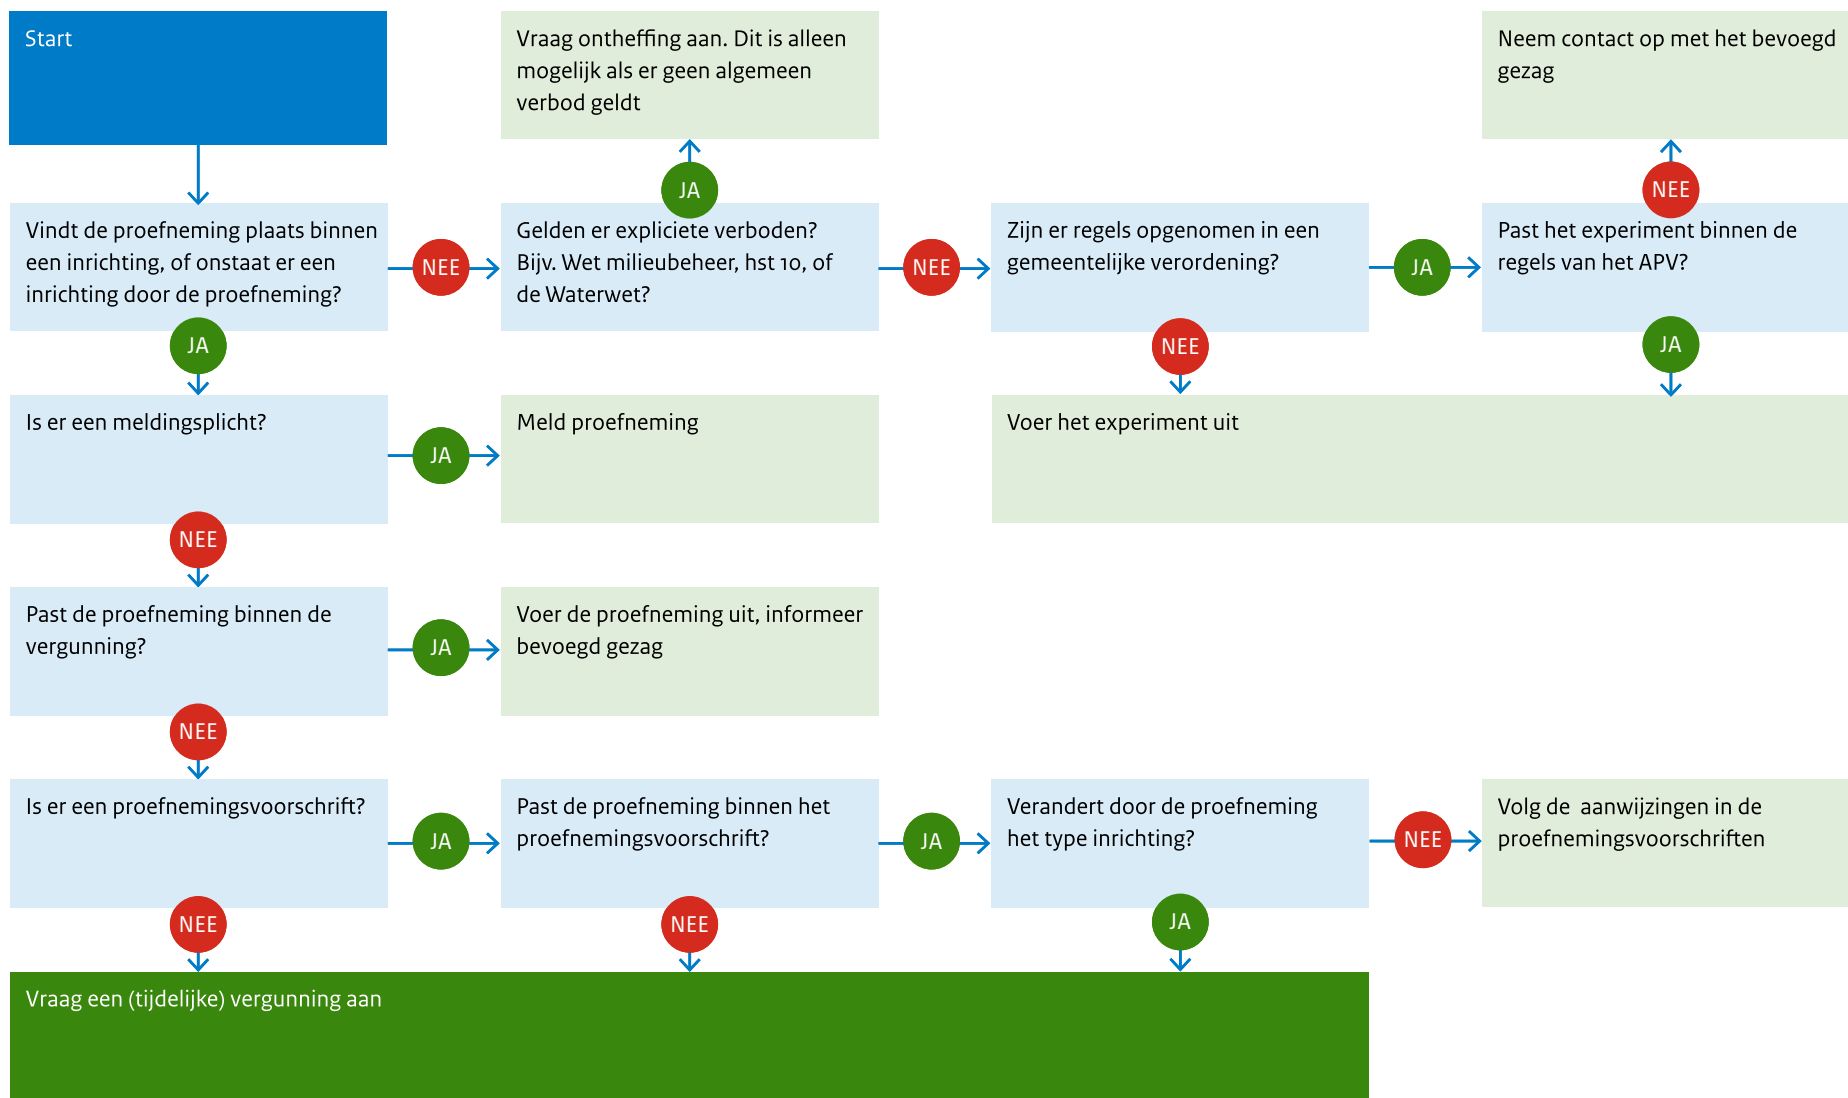 Start
Vraag ontheffing aan. Dit is alleen
mogelijk als er geen algemeen
verbod geldt
Neem contact op met het bevoegd
gezag
JA
NEE
Vindt de proefneming plaats binnen
een inrichting, of onstaat er een
inrichting door de proefneming?
NEE
Gelden er expliciete verboden?
Bijv. Wet milieubeheer, hst 10, of
de Waterwet?
NEE
Zijn er regels opgenomen in een
gemeentelijke verordening?
JA
Past het experiment binnen de
regels van het APV?
JA
NEE
JA
Is er een meldingsplicht?
JA
Meld proefneming
Voer het experiment uit
NEE
Past de proefneming binnen de
vergunning?
JA
Voer de proefneming uit, informeer
bevoegd gezag
NEE
Is er een proefnemingsvoorschrift?
JA
Past de proefneming binnen het
proefnemingsvoorschrift?
JA
Verandert door de proefneming
het type inrichting?
NEE
Volg de  aanwijzingen in de
proefnemingsvoorschriften
NEE
NEE
JA
Vraag een (tijdelijke) vergunning aan